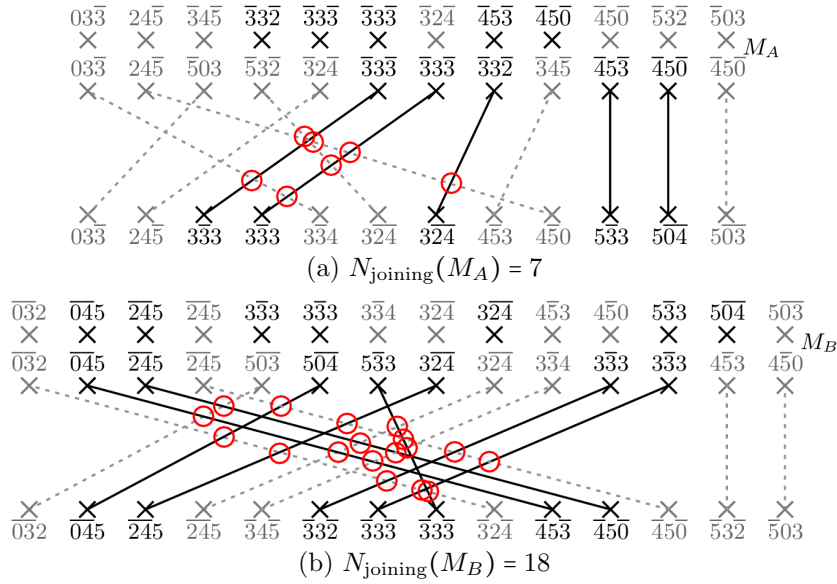 033 245 345 332 333 333 324 453 450 450 532 503
M_A
033 245 503 532 324 333 333 332 345 453 450 450
033 245 333 333 334 324 324 453 450 533 504 503
(a) N_joining(M_A) = 7
032 045 245 245 333 333 334 324 324 453 450 533 504 503
M_B
032 045 245 245 503 504 533 324 324 334 333 333 453 450
032 045 245 245 345 332 333 333 324 453 450 450 532 503
(b) N_joining(M_B) = 18